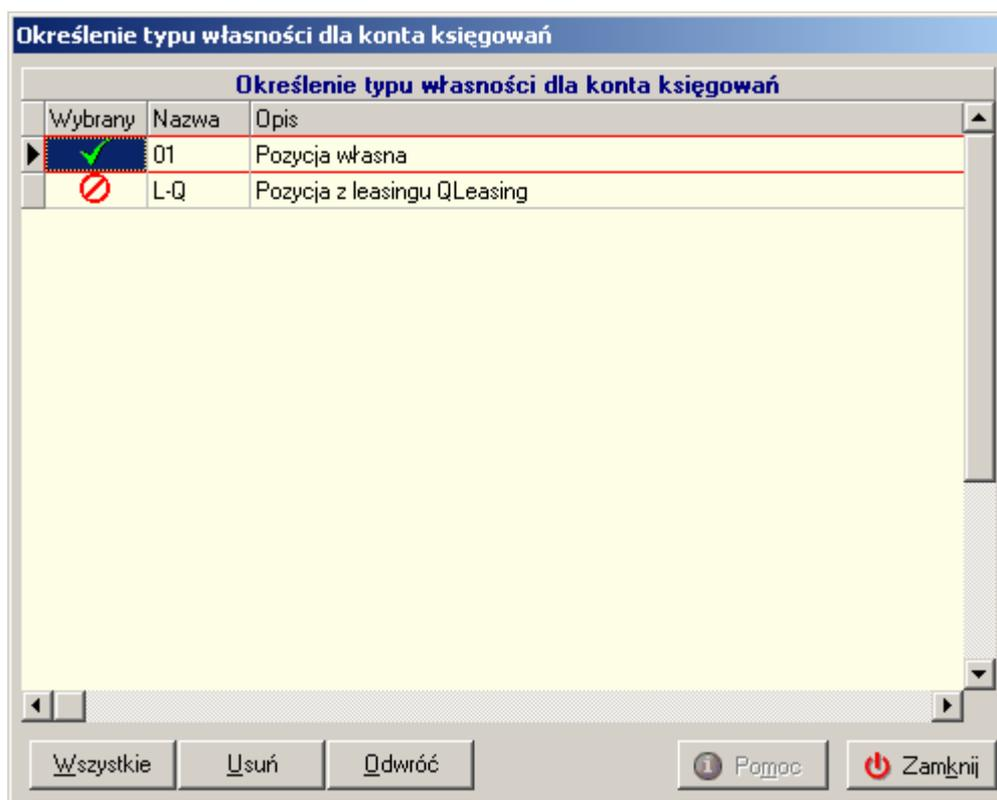 Określenie typu własności dla konta księgowań
Określenie typu własności dla konta księgowań
Wybrany Nazwa Opis
01 Pozycja własna
L-Q Pozycja z leasingu QLeasing
Wszystkie Usuń Odwróć Pomoc Zamknij